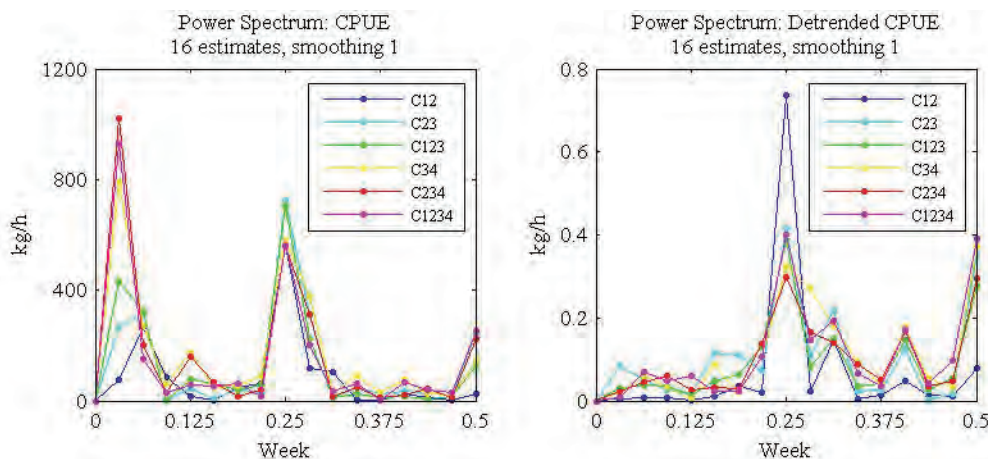 Power Spectrum: CPUE
16 estimates, smoothing 1
1200
800
400
0
kg/h
C12
C23
C123
C34
C234
C1234
0 0.125 0.25 0.375 0.5
Week
Power Spectrum: Detrended CPUE
16 estimates, smoothing 1
0.8
0.6
0.4
0.2
0
kg/h
C12
C23
C123
C34
C234
C1234
0 0.125 0.25 0.375 0.5
Week